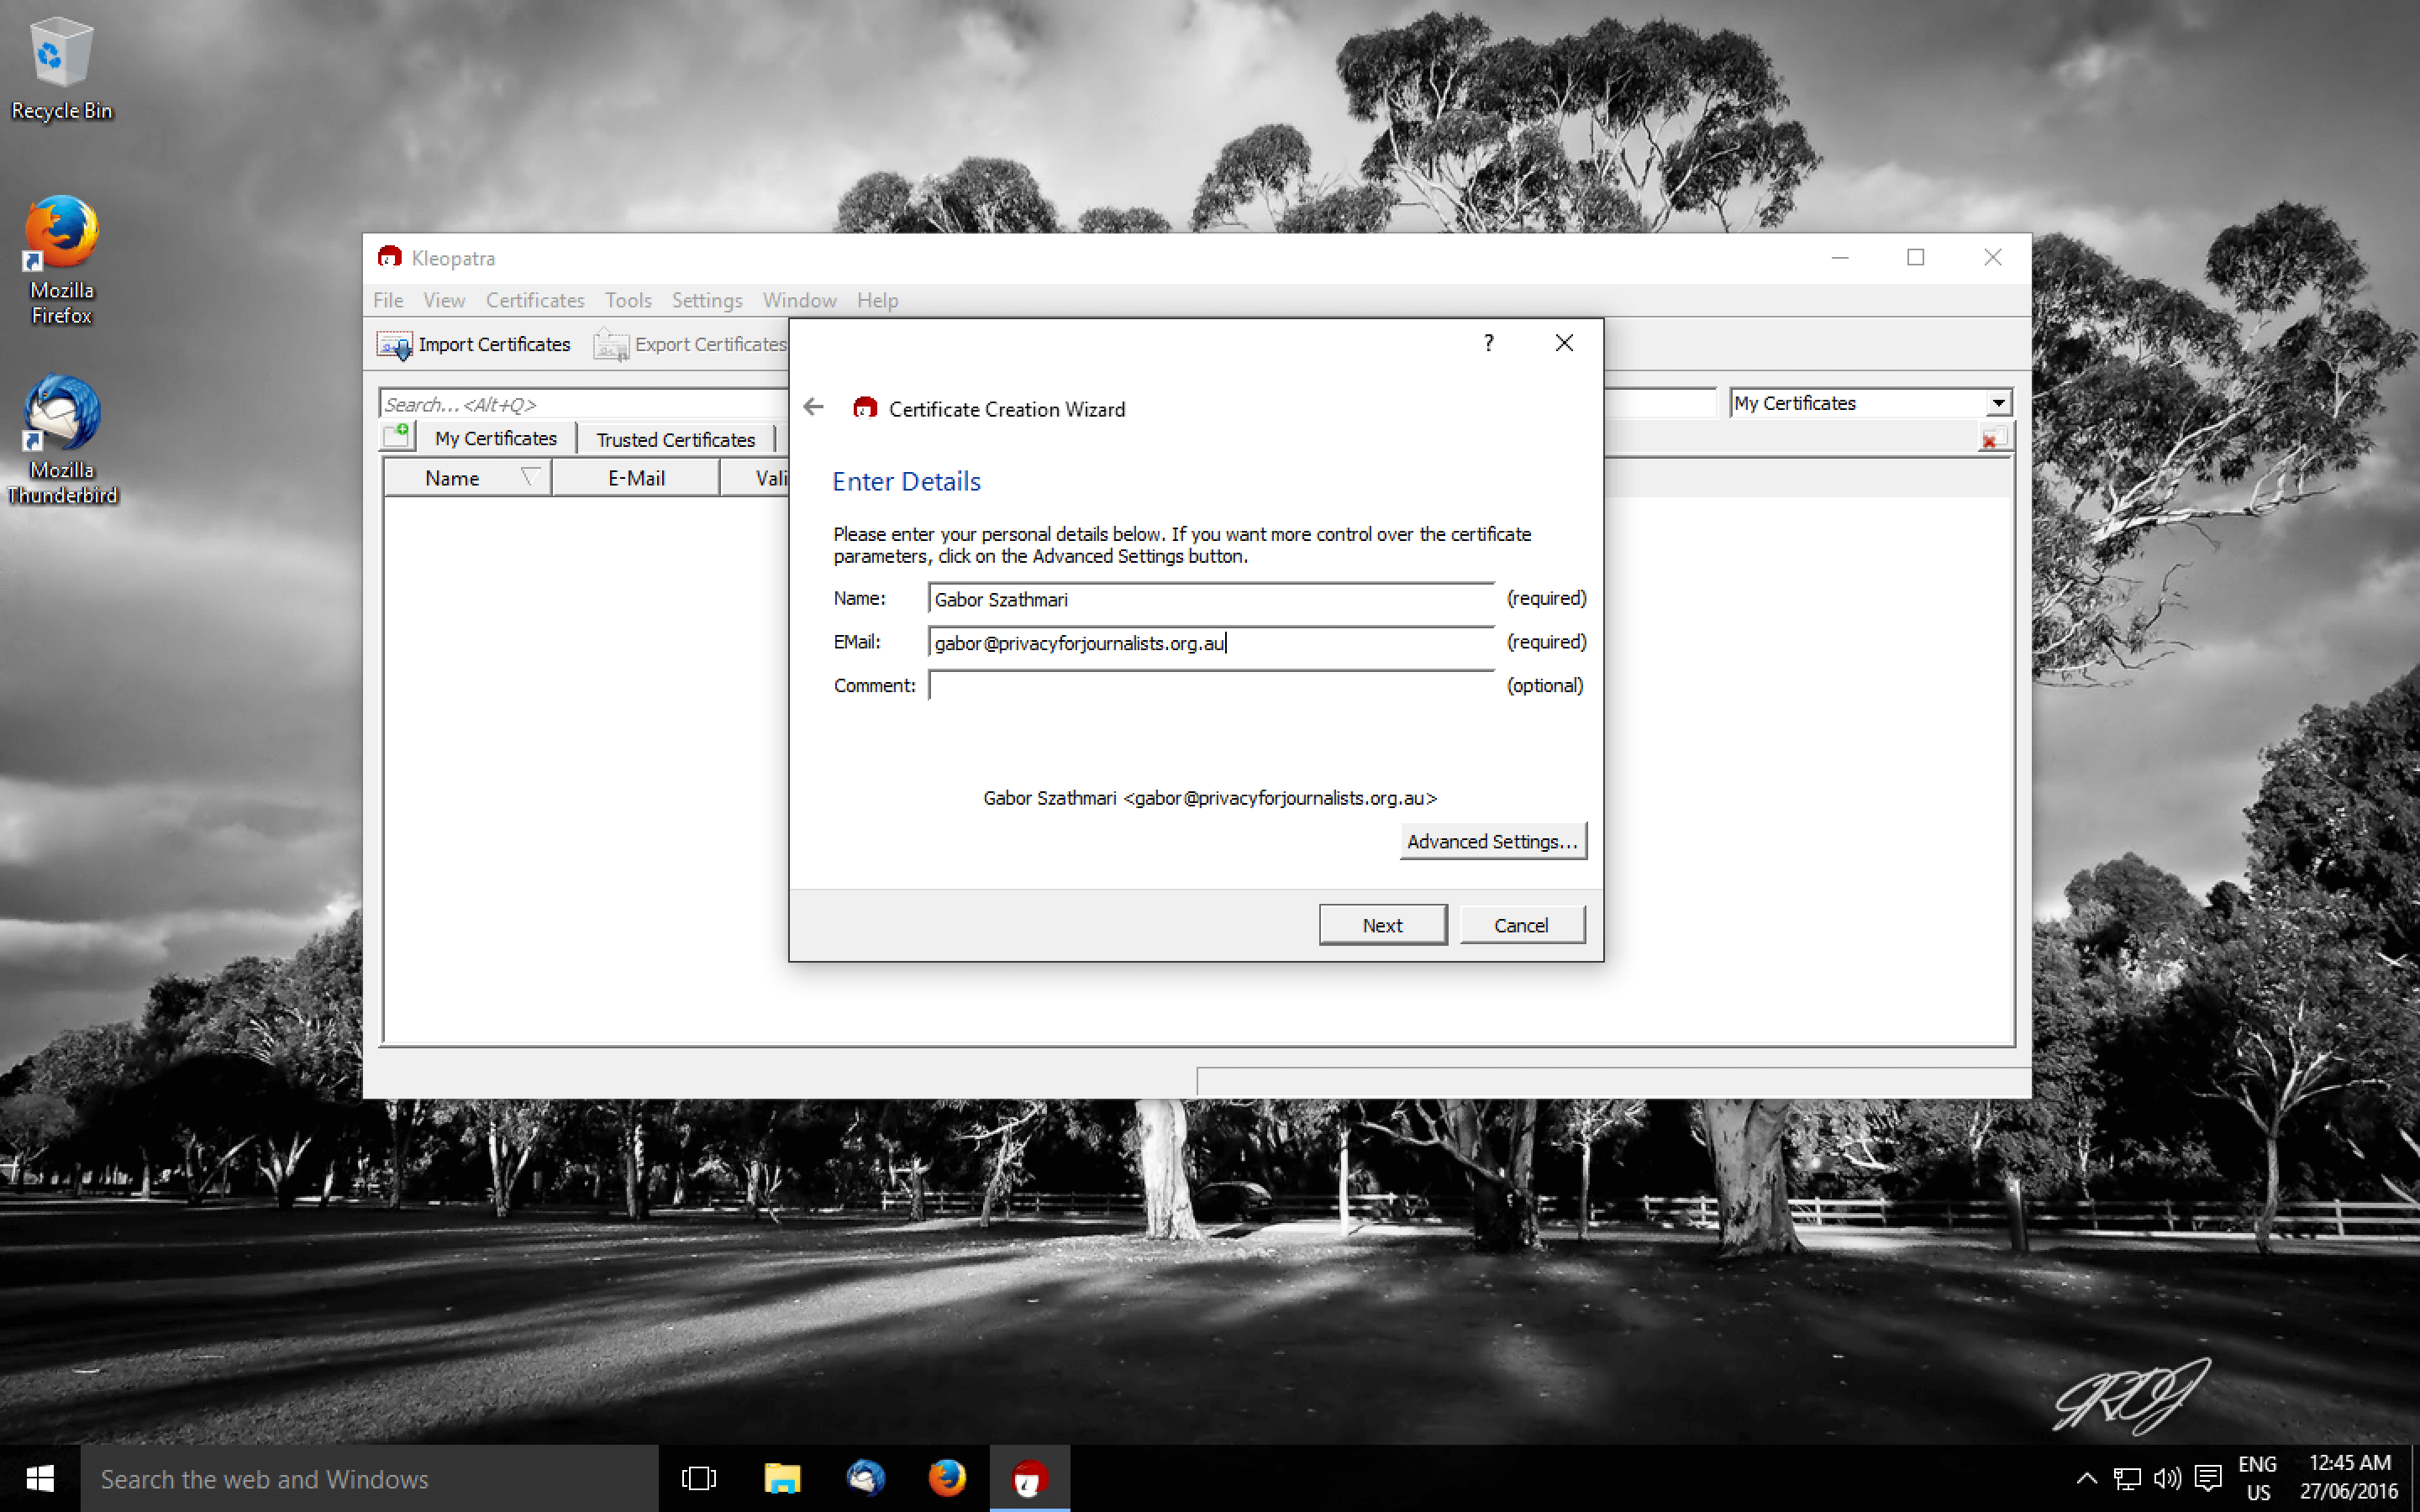 Recycle Bin
Mozilla
Firefox
Mozilla
Thunderbird
Kleopatra
File View Certificates Tools Settings Window Help
Import Certificates Export Certificates
Search...<Alt+Q>
My Certificates
My Certificates Trusted Certificates
Name E-Mail Vali
?
Certificate Creation Wizard
Enter Details
Please enter your personal details below. If you want more control over the certificate
parameters, click on the Advanced Settings button.
Name: Gabor Szathmari (required)
EMail: gabor@privacyforjournalists.org.au (required)
Comment: (optional)
Gabor Szathmari <gabor@privacyforjournalists.org.au>
Advanced Settings...
Next Cancel
Search the web and Windows
ENG
US
12:45 AM
27/06/2016